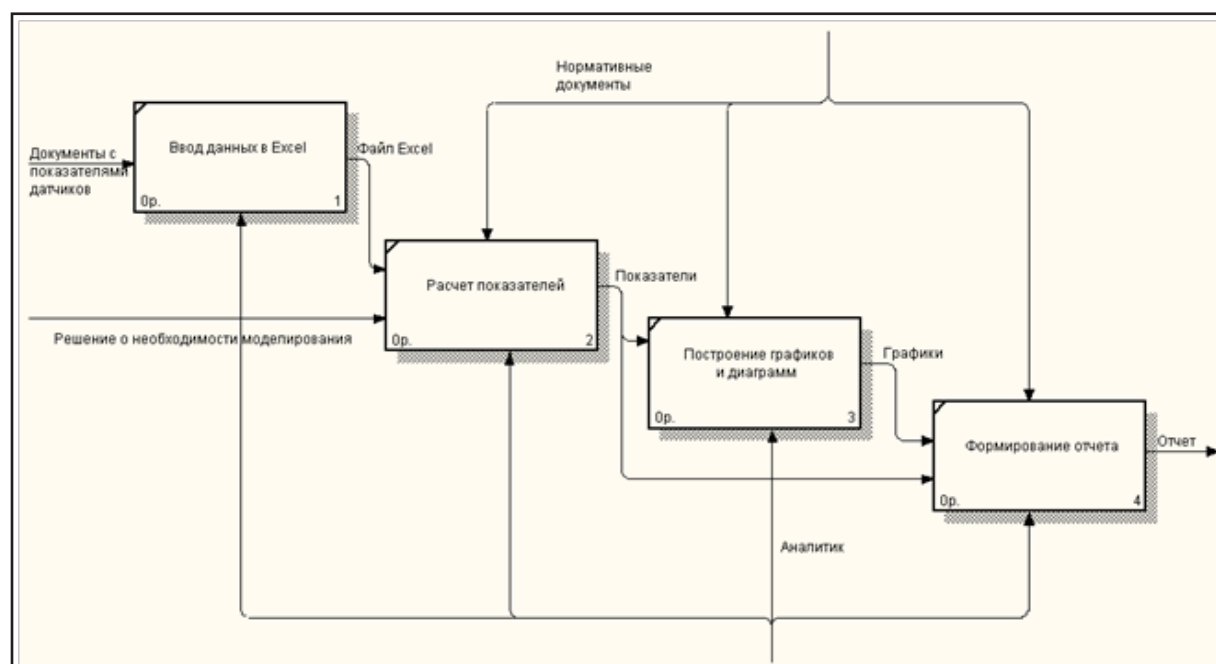 Нормативные
документы
Ввод данных в Excel
0р.
1
Документы с
показателями
датчиков
Файл Excel
Расчет показателей
0р.
2
Решение о необходимости моделирования
Показатели
Построение графиков
и диаграмм
0р.
3
Графики
Формирование отчета
0р.
4
Отчет
Аналитик